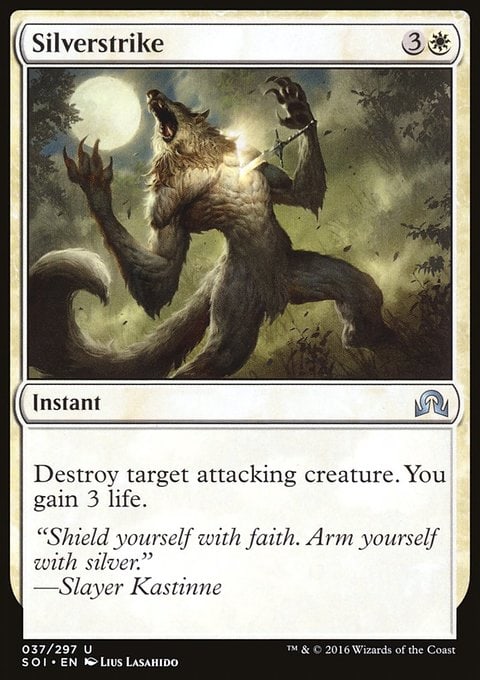 Silverstrike 3
Instant
Destroy target attacking creature. You
gain 3 life.
“Shield yourself with faith. Arm yourself
with silver.”
—Slayer Kastinne
037/297 U
SOI • EN Lius Lasahido
™ & © 2016 Wizards of the Coast